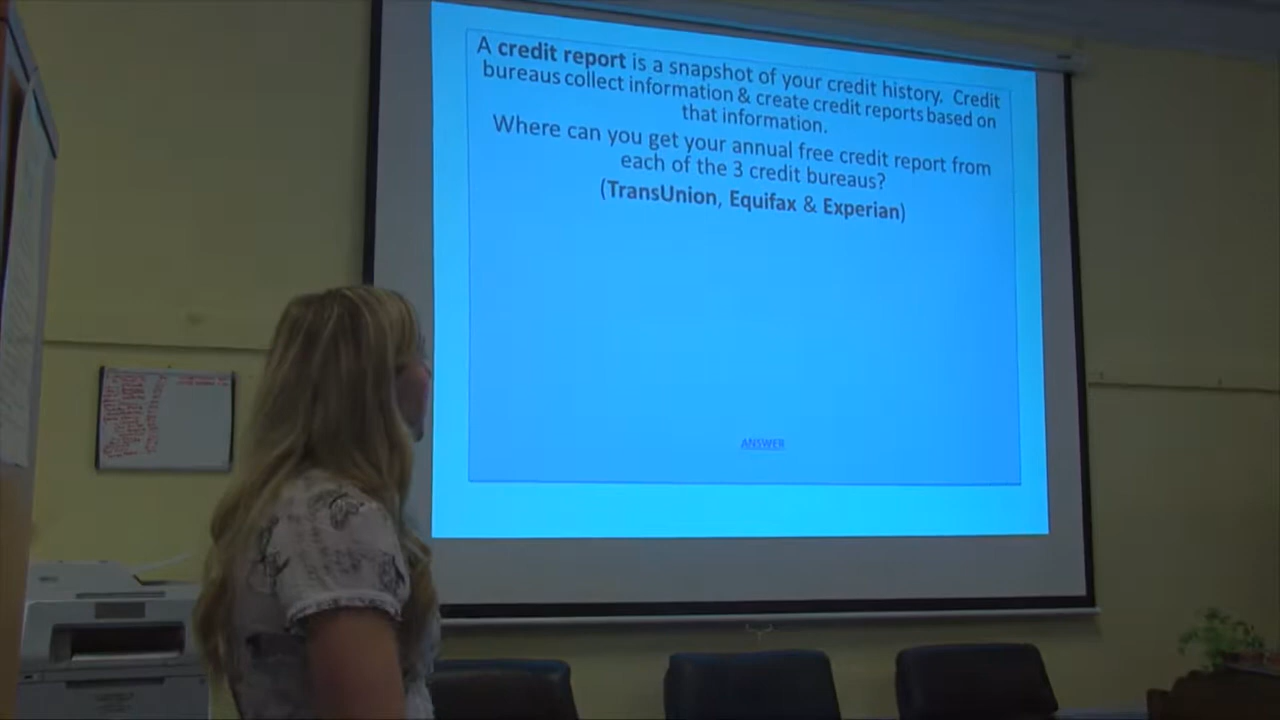 A credit report is a snapshot of your credit history. Credit
bureaus collect information & create credit reports based on
that information.
Where can you get your annual free credit report from
each of the 3 credit bureaus?
(TransUnion, Equifax & Experian)
ANSWER